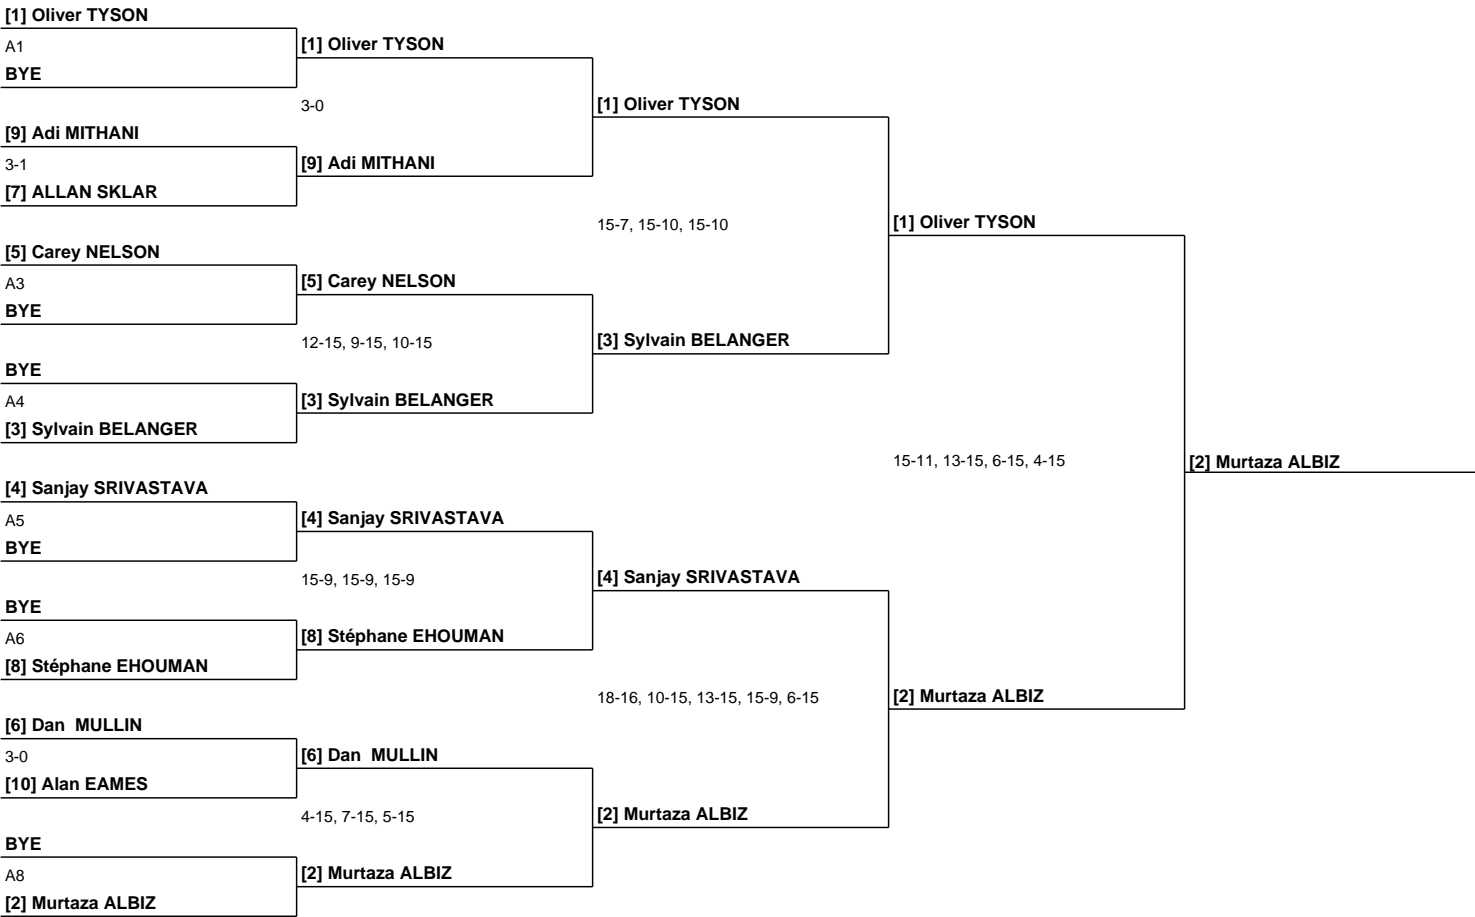 [1] Oliver TYSON
A1
BYE
[9] Adi MITHANI
3-1
[7] ALLAN SKLAR
[5] Carey NELSON
A3
BYE
BYE
A4
[3] Sylvain BELANGER
[4] Sanjay SRIVASTAVA
A5
BYE
BYE
A6
[8] Stéphane EHOUMAN
[6] Dan  MULLIN
3-0
[10] Alan EAMES
BYE
A8
[2] Murtaza ALBIZ
[1] Oliver TYSON
3-0
[9] Adi MITHANI
[5] Carey NELSON
12-15, 9-15, 10-15
[3] Sylvain BELANGER
[4] Sanjay SRIVASTAVA
15-9, 15-9, 15-9
[8] Stéphane EHOUMAN
[6] Dan  MULLIN
4-15, 7-15, 5-15
[2] Murtaza ALBIZ
[1] Oliver TYSON
15-7, 15-10, 15-10
[3] Sylvain BELANGER
[4] Sanjay SRIVASTAVA
18-16, 10-15, 13-15, 15-9, 6-15
[2] Murtaza ALBIZ
[1] Oliver TYSON
15-11, 13-15, 6-15, 4-15
[2] Murtaza ALBIZ
[2] Murtaza ALBIZ